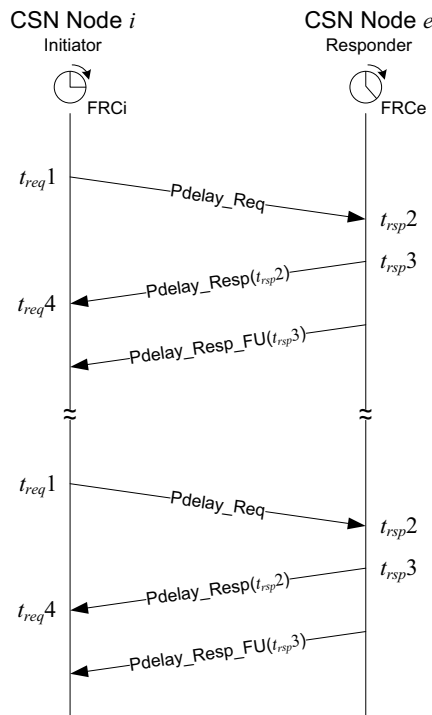 CSN Node i CSN Node e
Initiator Responder
FRCi FRCe
treq1
Pdelay_Req
trsp2
trsp3
Pdelay_Resp(trsp2)
treq4
Pdelay_Resp_FU(trsp3)
≈ ≈
treq1
Pdelay_Req
trsp2
trsp3
Pdelay_Resp(trsp2)
treq4
Pdelay_Resp_FU(trsp3)